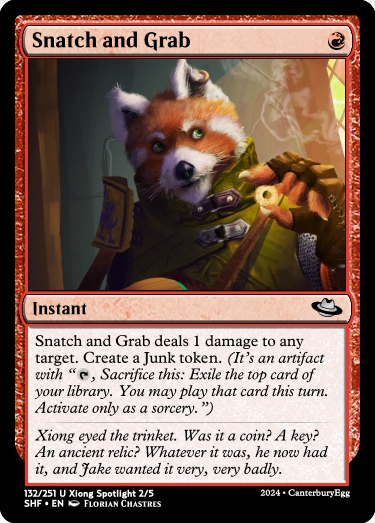 Snatch and Grab
Instant
Snatch and Grab deals 1 damage to any
target. Create a Junk token. (It's an artifact
with “, Sacrifice this: Exile the top card of
your library. You may play that card this turn.
Activate only as a sorcery.”)
Xiong eyed the trinket. Was it a coin? A key?
An ancient relic? Whatever it was, he now had
it, and Jake wanted it very, very badly.
132/251 U Xiong Spotlight 2/5
SHF • EN Florian Chastres
2024 • CanterburyEgg